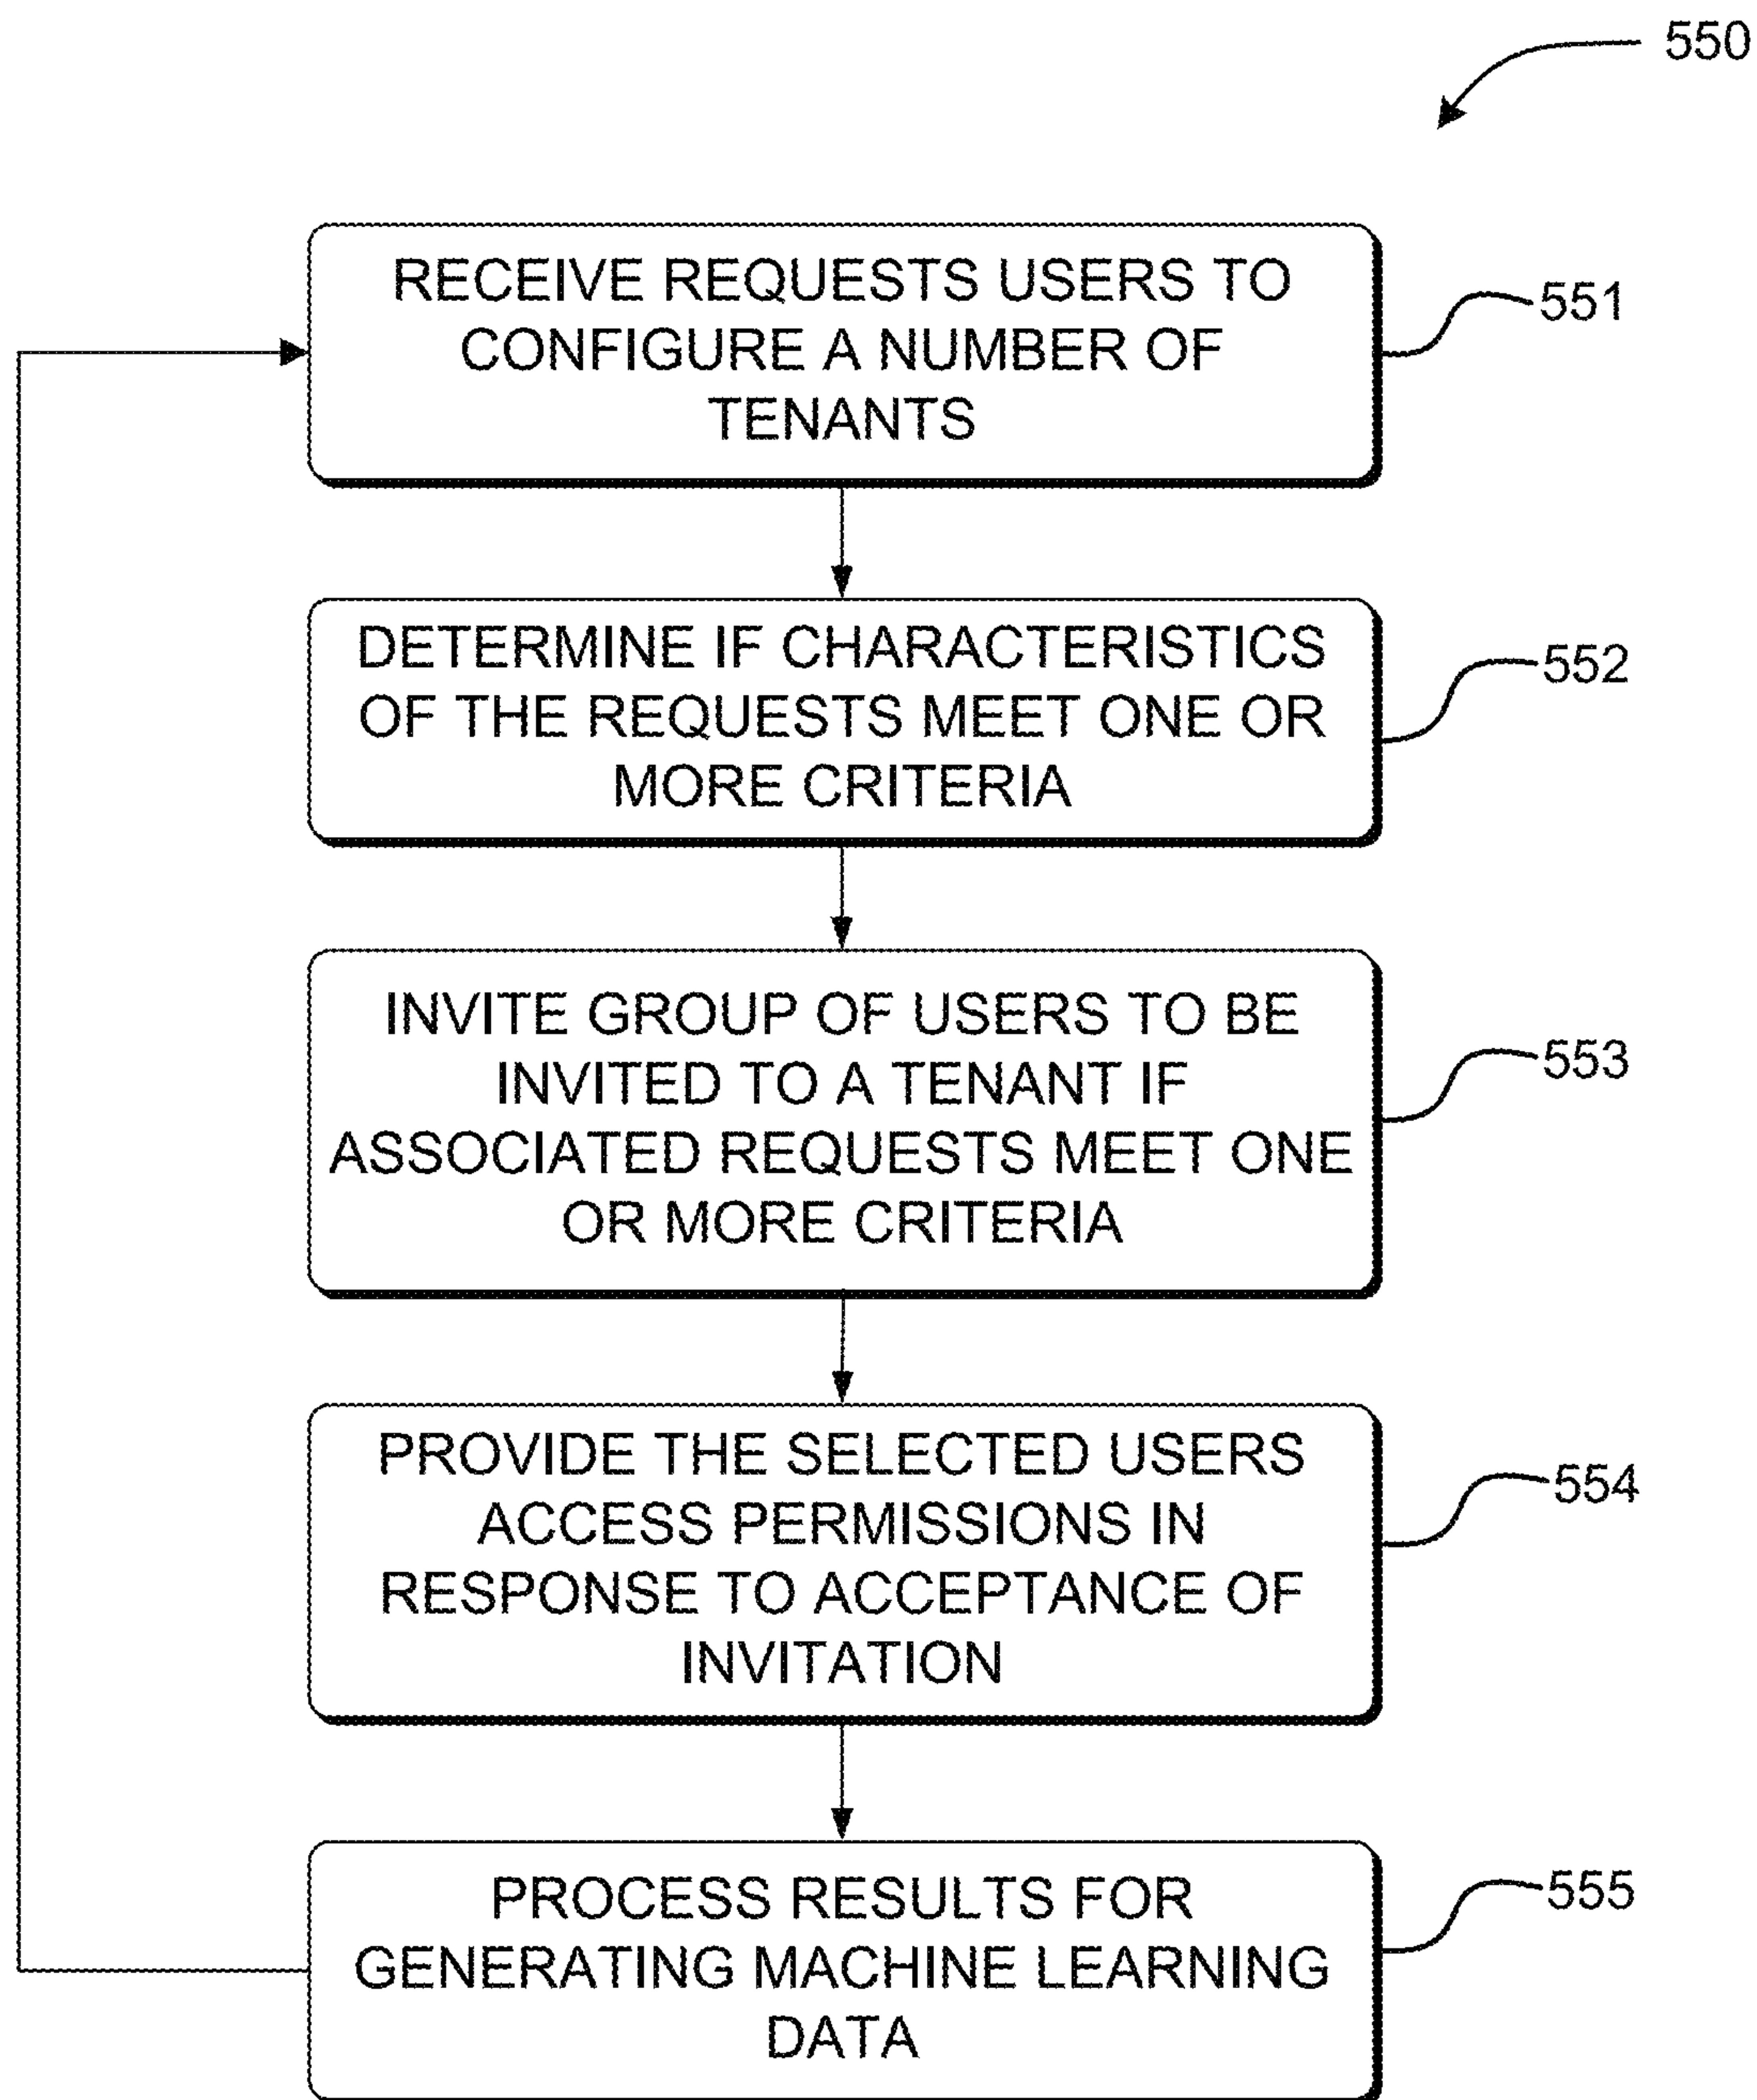 550
RECEIVE REQUESTS USERS TO
CONFIGURE A NUMBER OF
TENANTS
551
DETERMINE IF CHARACTERISTICS
OF THE REQUESTS MEET ONE OR
MORE CRITERIA
552
INVITE GROUP OF USERS TO BE
INVITED TO A TENANT IF
ASSOCIATED REQUESTS MEET ONE
OR MORE CRITERIA
553
PROVIDE THE SELECTED USERS
ACCESS PERMISSIONS IN
RESPONSE TO ACCEPTANCE OF
INVITATION
554
PROCESS RESULTS FOR
GENERATING MACHINE LEARNING
DATA
555